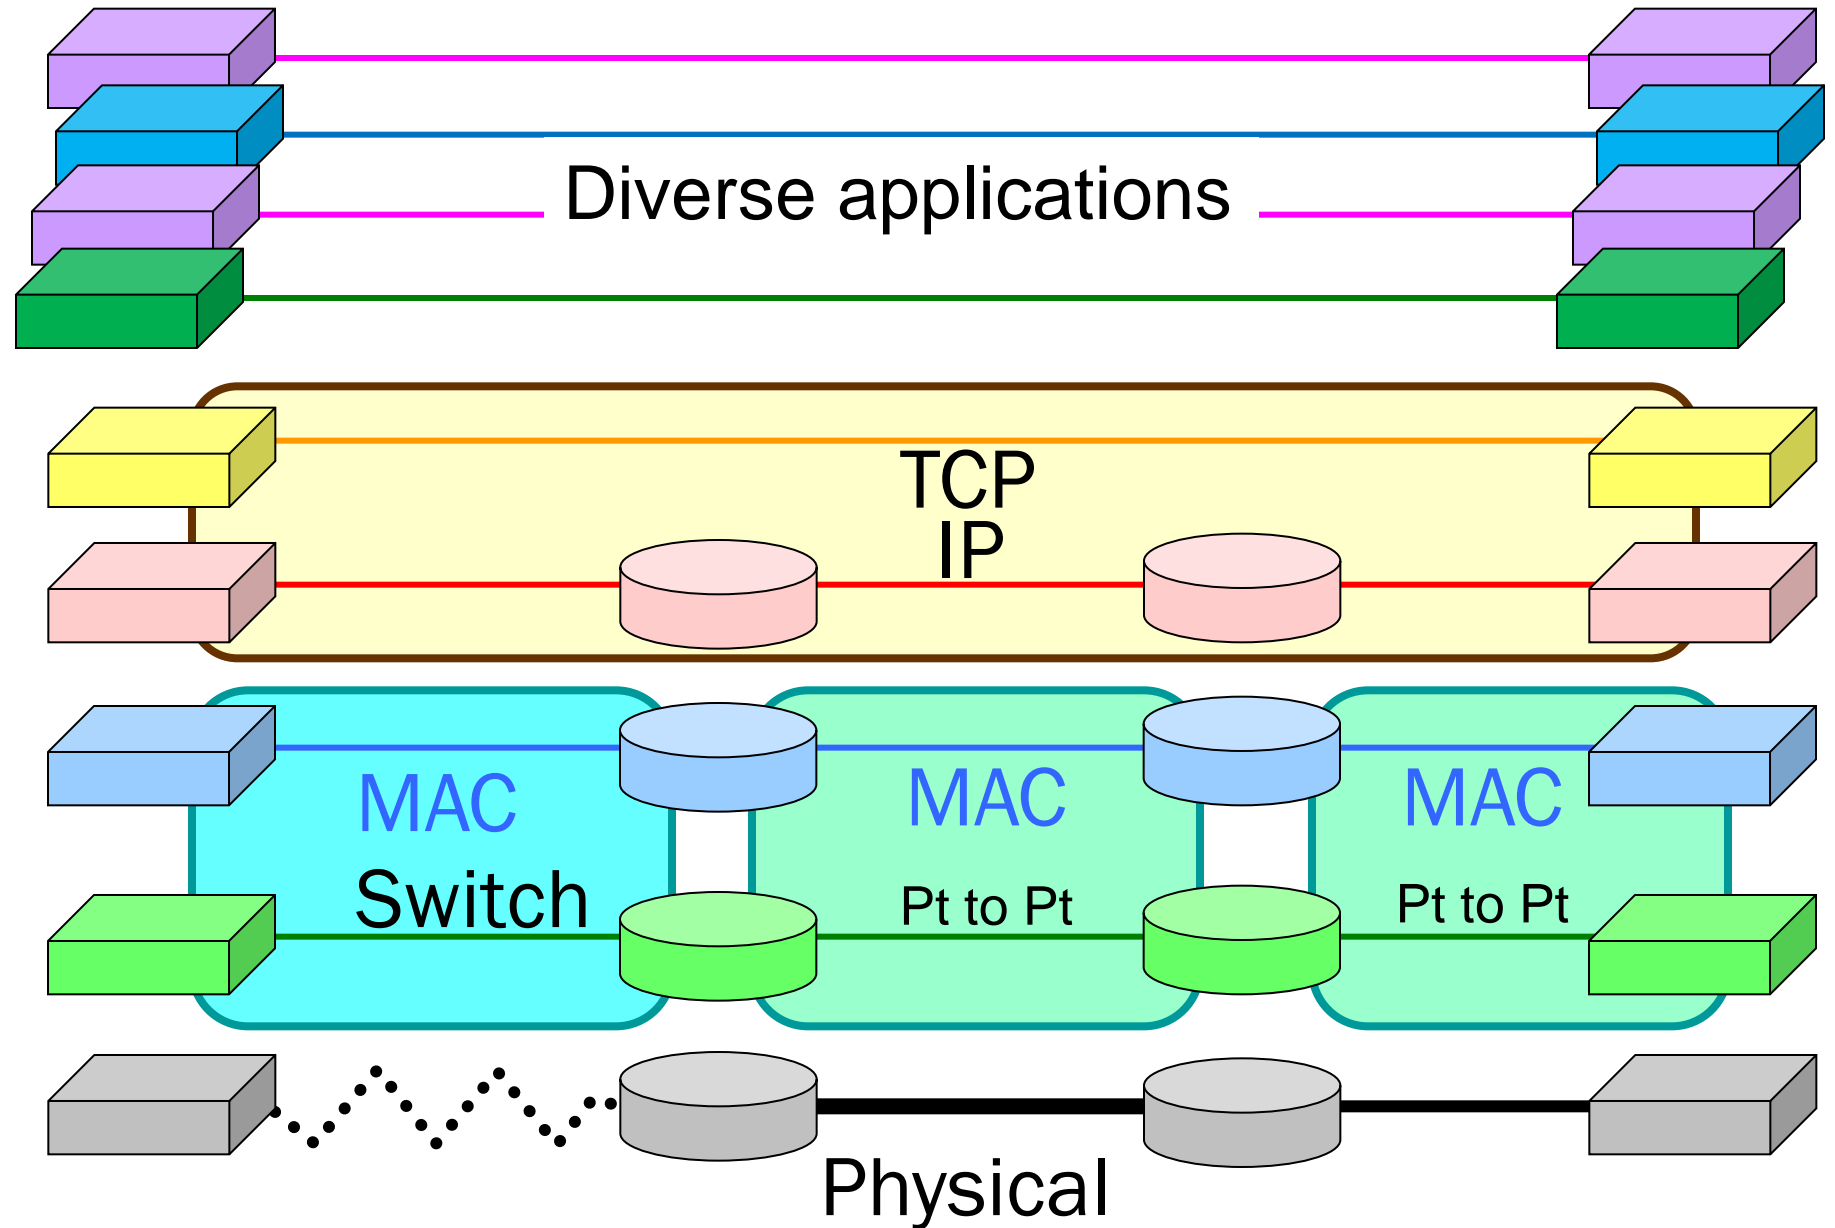 Diverse applications
TCP
IP
MAC
MAC
MAC
Switch
Pt to Pt
Pt to Pt
Physical